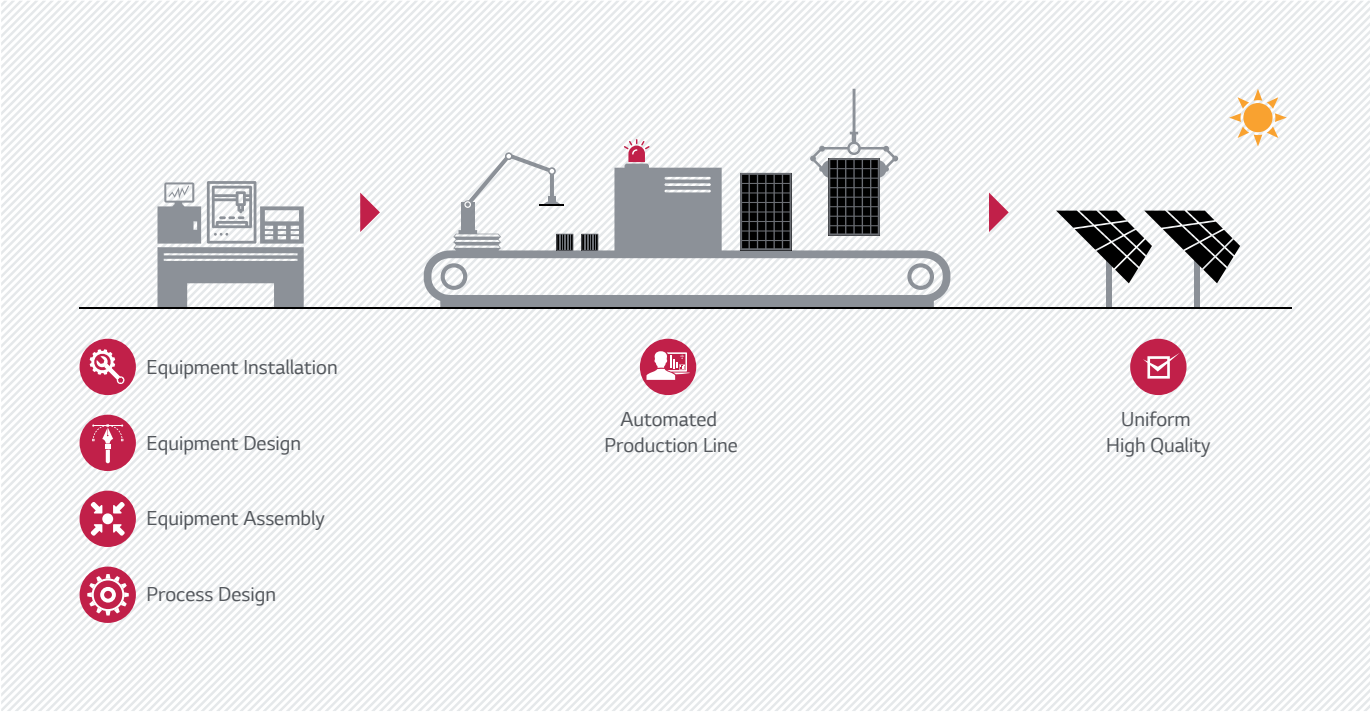 Equipment Installation
Equipment Design
Equipment Assembly
Process Design
Automated
Production Line
Uniform
High Quality